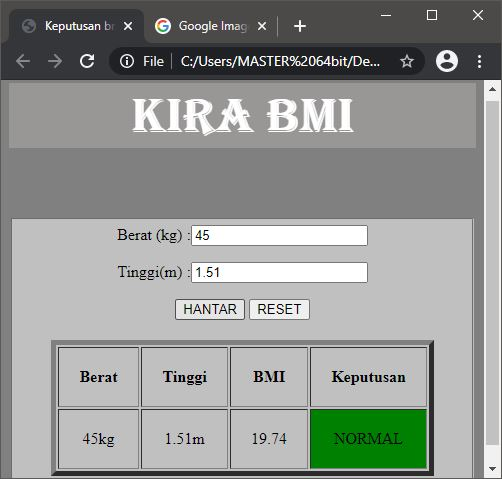 Keputusan br
Google Imag
File
C:/Users/MASTER%2064bit/De...
KIRA BMI
Berat (kg) : 45
Tinggi(m) : 1.51
HANTAR RESET
Berat Tinggi BMI Keputusan
45kg 1.51m 19.74 NORMAL